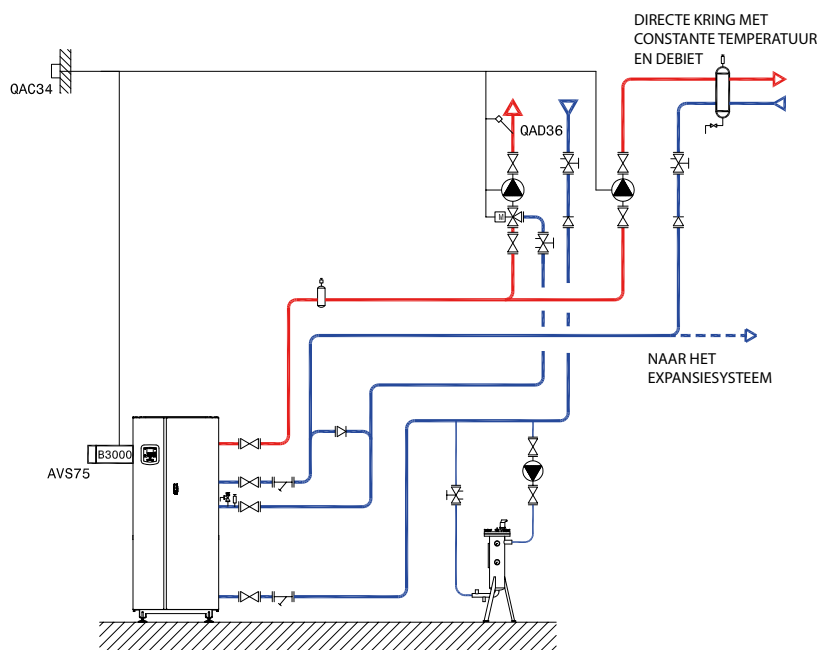 DIRECTE KRING MET
CONSTANTE TEMPERATUUR
EN DEBIET
QAC34
QAD36
M
NAAR HET
EXPANSIESYSTEEM
B3000
AVS75